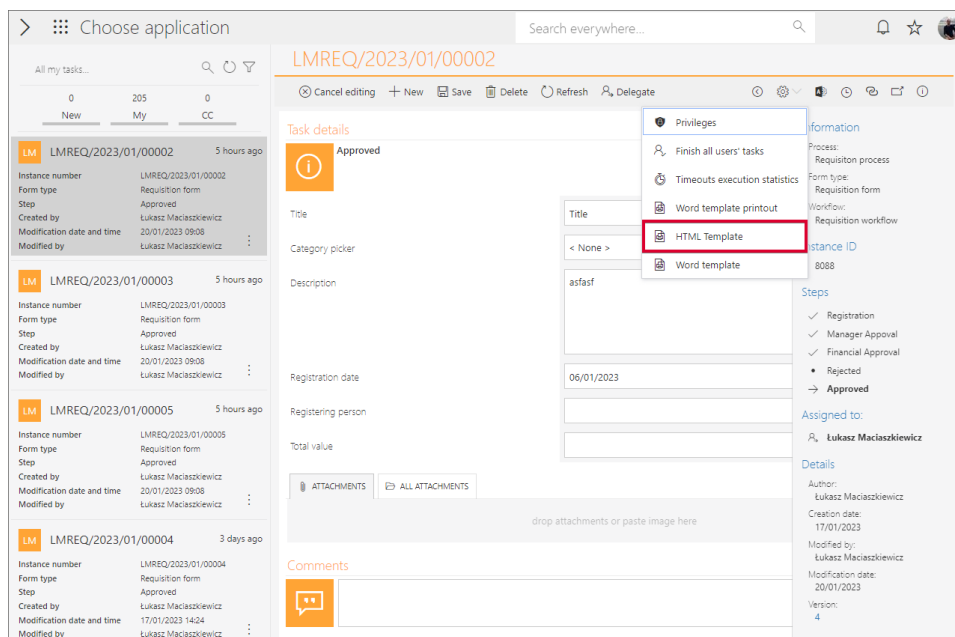 Choose application
Search everywhere...
All my tasks...
0
205
0
New
My
CC
LM LMREQ/2023/01/00002 5 hours ago
Instance number LMREQ/2023/01/00002
Form type Requisition form
Step Approved
Created by Łukasz Maciaszkiewicz
Modification date and time 20/01/2023 09:08
Modified by Łukasz Maciaszkiewicz
LM LMREQ/2023/01/00003 5 hours ago
Instance number LMREQ/2023/01/00003
Form type Requisition form
Step Approved
Created by Łukasz Maciaszkiewicz
Modification date and time 20/01/2023 09:08
Modified by Łukasz Maciaszkiewicz
LM LMREQ/2023/01/00005 5 hours ago
Instance number LMREQ/2023/01/00005
Form type Requisition form
Step Approved
Created by Łukasz Maciaszkiewicz
Modification date and time 20/01/2023 09:08
Modified by Łukasz Maciaszkiewicz
LM LMREQ/2023/01/00004 3 days ago
Instance number LMREQ/2023/01/00004
Form type Requisition form
Step Approved
Created by Łukasz Maciaszkiewicz
Modification date and time 17/01/2023 14:24
Modified by Łukasz Maciaszkiewicz
LMREQ/2023/01/00002
Cancel editing New Save Delete Refresh Delegate
Task details
Approved
Title Title
Category picker < None >
Description asfasf
Registration date 06/01/2023
Registering person
Total value
ATTACHMENTS ALL ATTACHMENTS
drop attachments or paste image here
Comments
Privileges
Finish all users' tasks
Timeouts execution statistics
Word template printout
HTML Template
Word template
formation
Process:
Requisiton process
Form type:
Requisition form
Workflow:
Requisition workflow
stance ID
8088
Steps
Registration
Manager Appoval
Financial Approval
Rejected
Approved
Assigned to:
Łukasz Maciaszkiewicz
Details
Author:
Łukasz Maciaszkiewicz
Creation date:
17/01/2023
Modified by:
Łukasz Maciaszkiewicz
Modification date:
20/01/2023
Version:
4